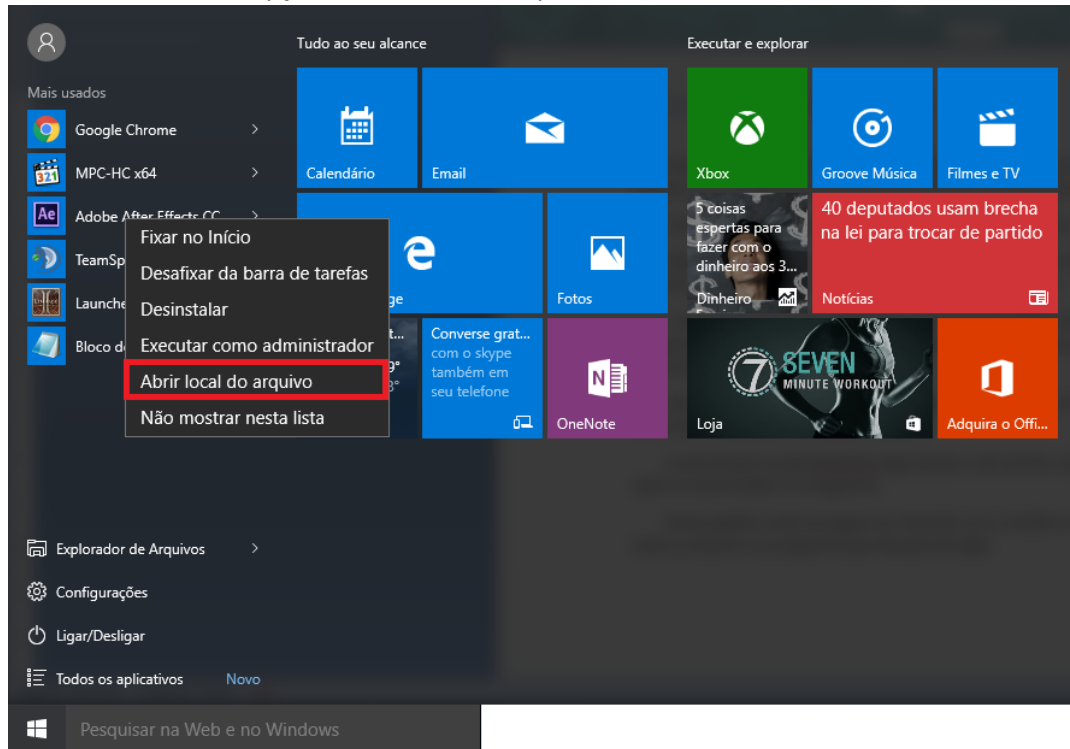 Tudo ao seu alcance
Executar e explorar
Mais usados
Google Chrome
MPC-HC x64
Adobe After Effects CC
TeamSp
Launche
Bloco d
Fixar no Início
Desafixar da barra de tarefas
Desinstalar
Executar como administrador
Abrir local do arquivo
Não mostrar nesta lista
Calendário
Email
ge
Fotos
Converse grat...
com o skype
também em
seu telefone
OneNote
Xbox
Groove Música
Filmes e TV
5 coisas
espertas para
fazer com o
dinheiro aos 3...
Dinheiro
40 deputados usam brecha
na lei para trocar de partido
Notícias
7 SEVEN
MINUTE WORKOUT
Loja
Adquira o Offi...
Explorador de Arquivos
Configurações
Ligar/Desligar
Todos os aplicativos Novo
Pesquisar na Web e no Windows